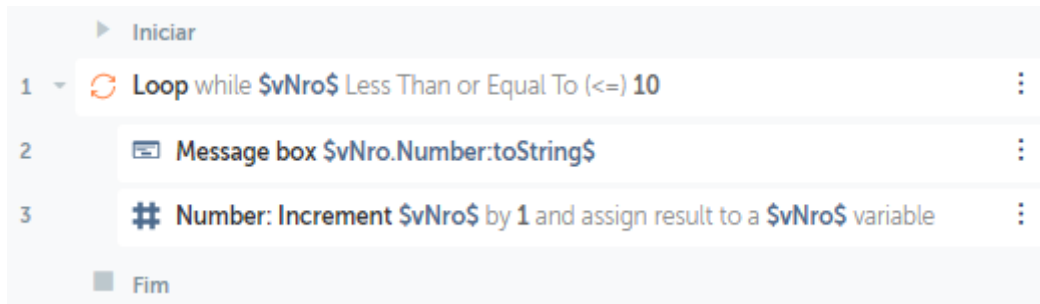 Iniciar
1 Loop while $vNro$ Less Than or Equal To (<=) 10
2 Message box $vNro.Number:toString$
3 Number: Increment $vNro$ by 1 and assign result to a $vNro$ variable
Fim